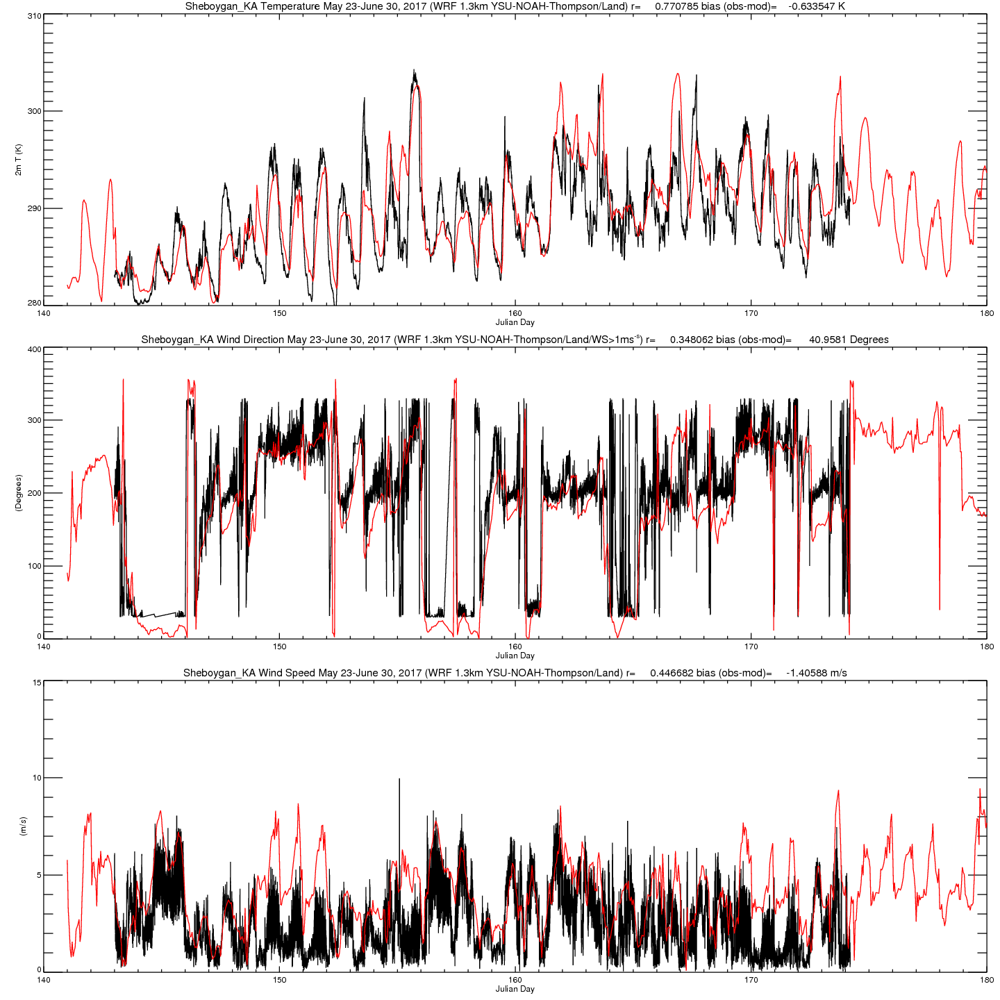 Sheboygan_KA Temperature May 23-June 30, 2017 (WRF 1.3km YSU-NOAH-Thompson/Land) r= 0.770785 bias (obs-mod)= -0.633547 K
310
300
290
280
2m T (K)
140 150 160 170 180
Julian Day
Sheboygan_KA Wind Direction May 23-June 30, 2017 (WRF 1.3km YSU-NOAH-Thompson/Land/WS>1ms-s) r= 0.348062 bias (obs-mod)= 40.9581 Degrees
400
300
200
100
0
(Degrees)
140 150 160 170 180
Julian Day
Sheboygan_KA Wind Speed May 23-June 30, 2017 (WRF 1.3km YSU-NOAH-Thompson/Land) r= 0.446682 bias (obs-mod)= -1.40588 m/s
15
10
5
0
(m/s)
140 150 160 170 180
Julian Day